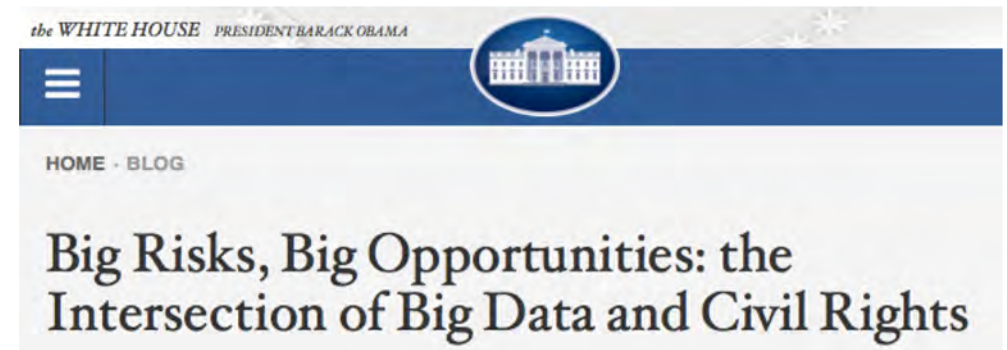 the WHITE HOUSE PRESIDENT BARACK OBAMA
HOME · BLOG
Big Risks, Big Opportunities: the
Intersection of Big Data and Civil Rights